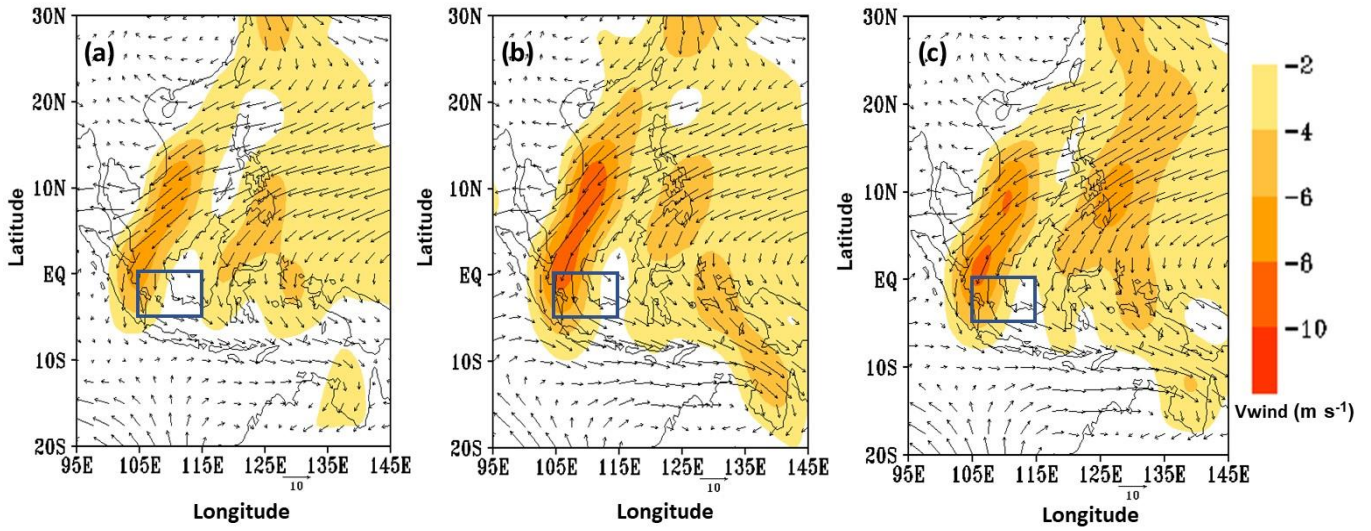 (a)
30N
20N
10N
EQ
10S
20S
95E 105E 115E 125E 135E 145E
10
Latitude
Longitude
(b)
30N
20N
10N
EQ
10S
20S
95E 105E 115E 125E 135E 145E
10
Latitude
Longitude
(c)
30N
20N
10N
EQ
10S
20S
95E 105E 115E 125E 135E 145E
10
Latitude
Longitude
−2
−4
−6
−8
−10
Vwind (m s⁻¹)